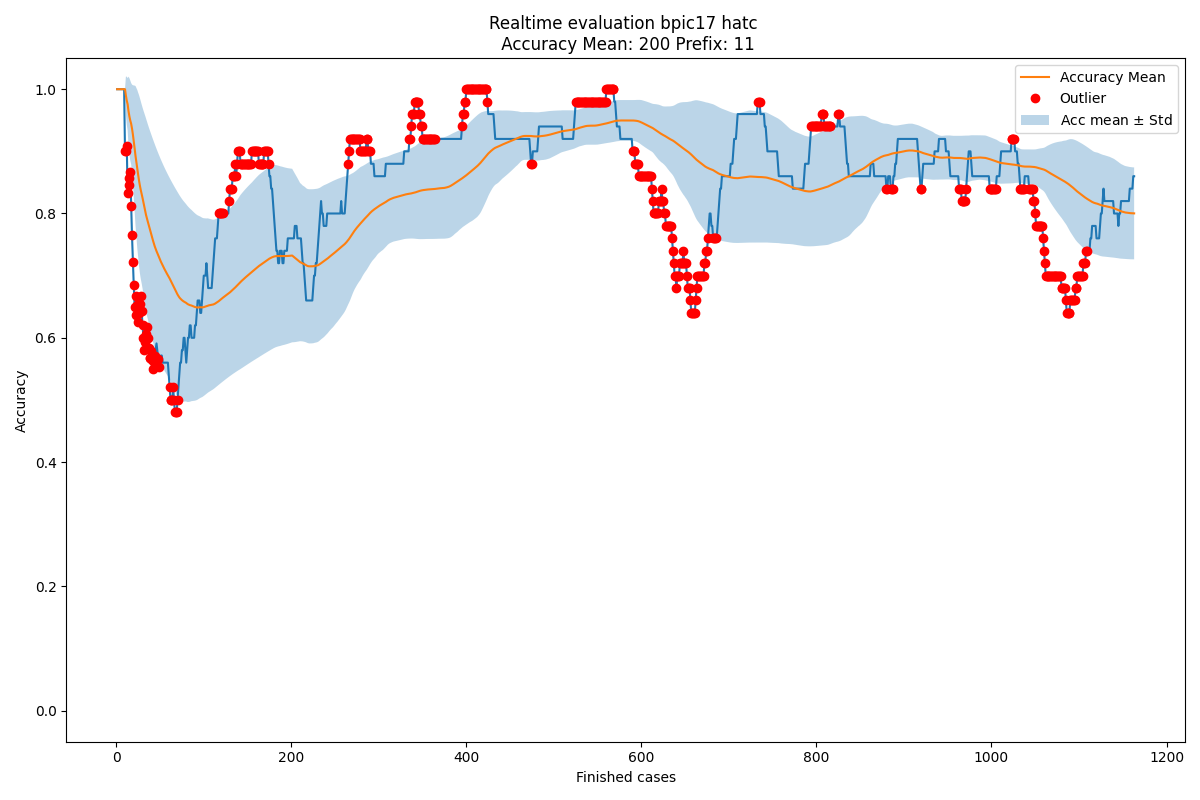 Realtime evaluation bpic17 hatc
Accuracy Mean: 200 Prefix: 11
Accuracy Mean
Outlier
Acc mean ± Std
1.0
0.8
0.6
0.4
0.2
0.0
Accuracy
0 200 400 600 800 1000 1200
Finished cases